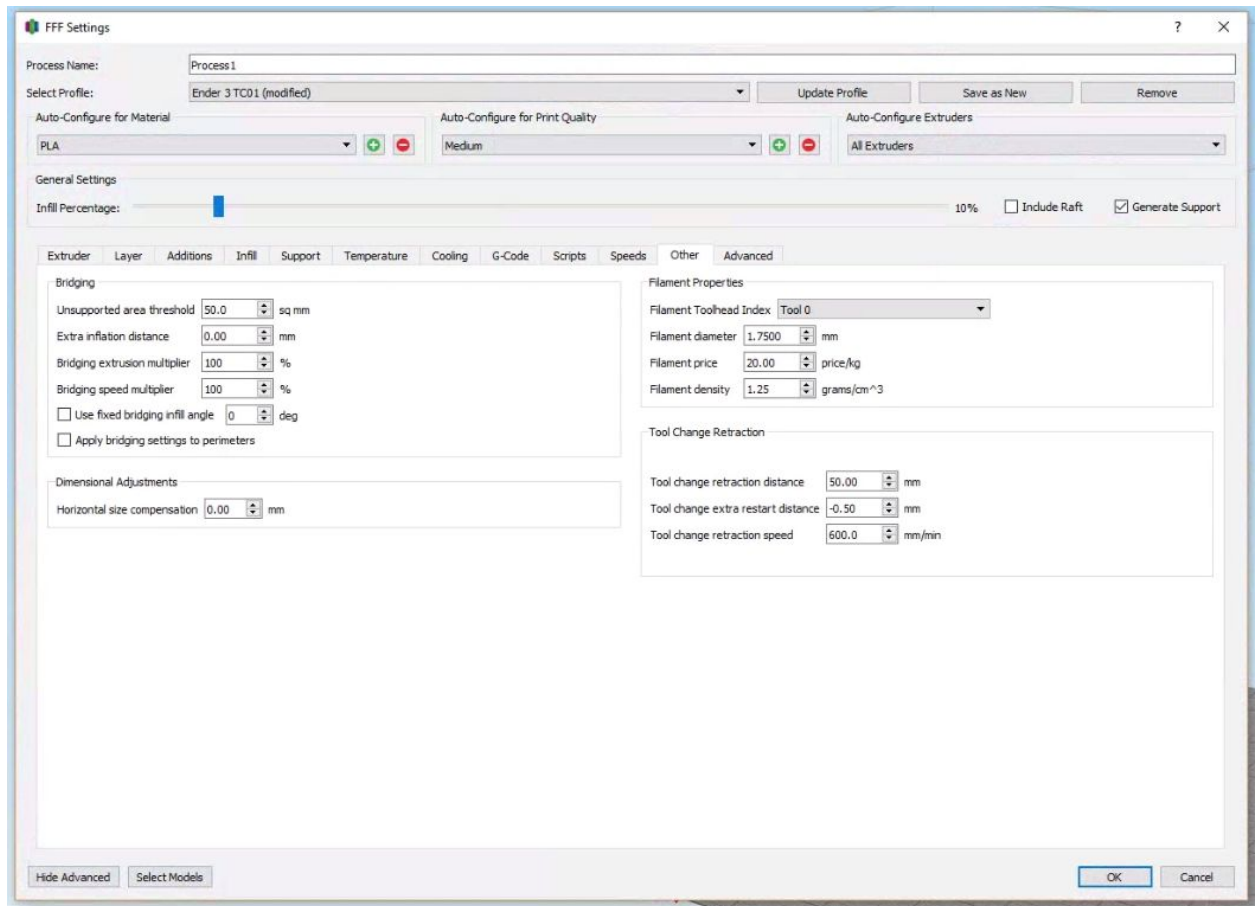 FFF Settings
?
Process Name: Process1
Select Profile: Ender 3 TC01 (modified) Update Profile Save as New Remove
Auto-Configure for Material Auto-Configure for Print Quality Auto-Configure Extruders
PLA Medium All Extruders
General Settings
Infill Percentage: 10% Include Raft Generate Support
Extruder Layer Additions Infill Support Temperature Cooling G-Code Scripts Speeds Other Advanced
Bridging
Unsupported area threshold 50.0 sq mm
Extra inflation distance 0.00 mm
Bridging extrusion multiplier 100 %
Bridging speed multiplier 100 %
Use fixed bridging infill angle 0 deg
Apply bridging settings to perimeters
Dimensional Adjustments
Horizontal size compensation 0.00 mm
Filament Properties
Filament Toolhead Index Tool 0
Filament diameter 1.7500 mm
Filament price 20.00 price/kg
Filament density 1.25 grams/cm^3
Tool Change Retraction
Tool change retraction distance 50.00 mm
Tool change extra restart distance -0.50 mm
Tool change retraction speed 600.0 mm/min
Hide Advanced Select Models OK Cancel